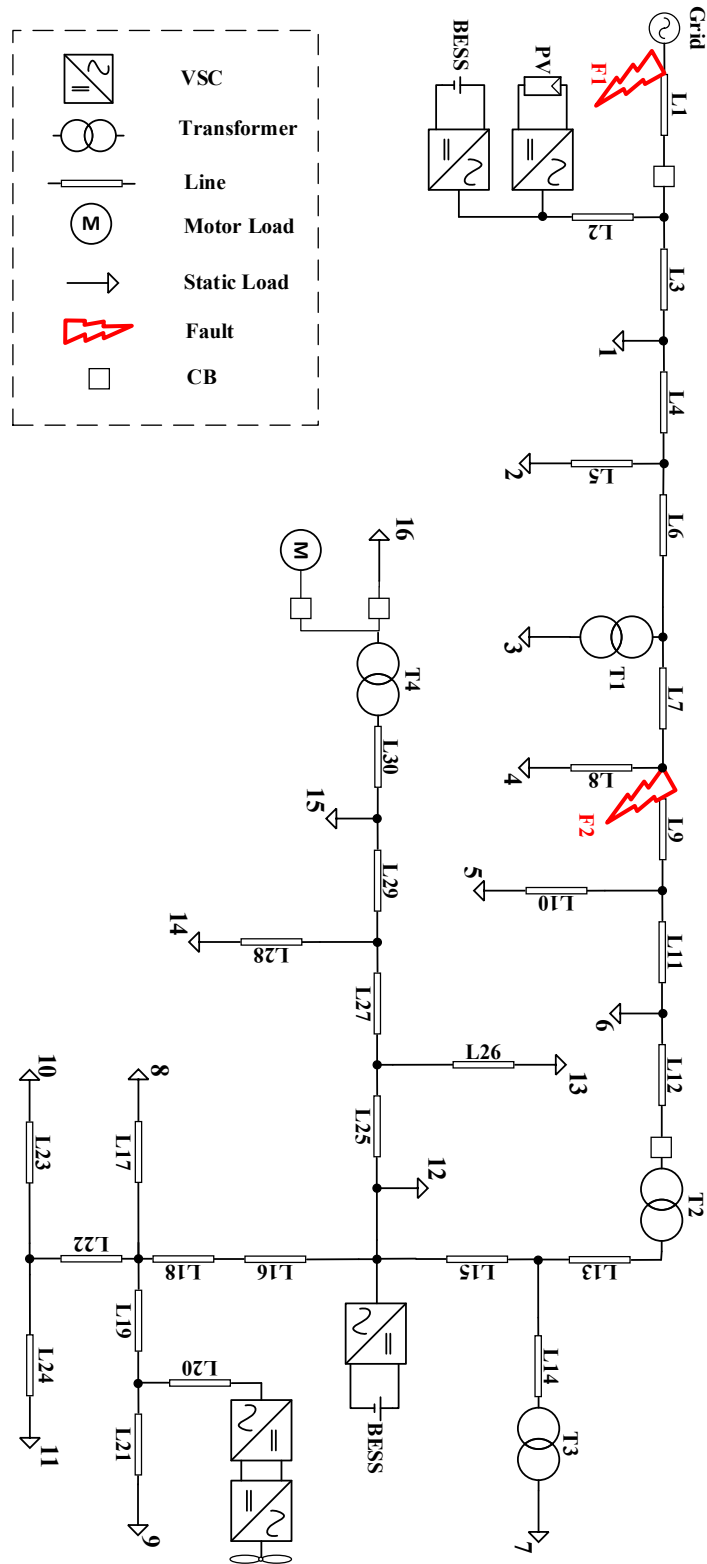 Grid
F1
L1
BESS
PV
L2
L3
1
L4
2
L5
L6
3
T1
L7
4
L8
F2
L9
5
L10
L11
6
L12
T2
L13
L14
T3
7
L15
BESS
12
L25
L26
13
L27
14
L28
L29
15
L30
T4
M
16
L16
L18
L17
8
L22
L23
10
L24
11
L19
L20
L21
9
VSC
Transformer
Line
M
Motor Load
Static Load
Fault
CB